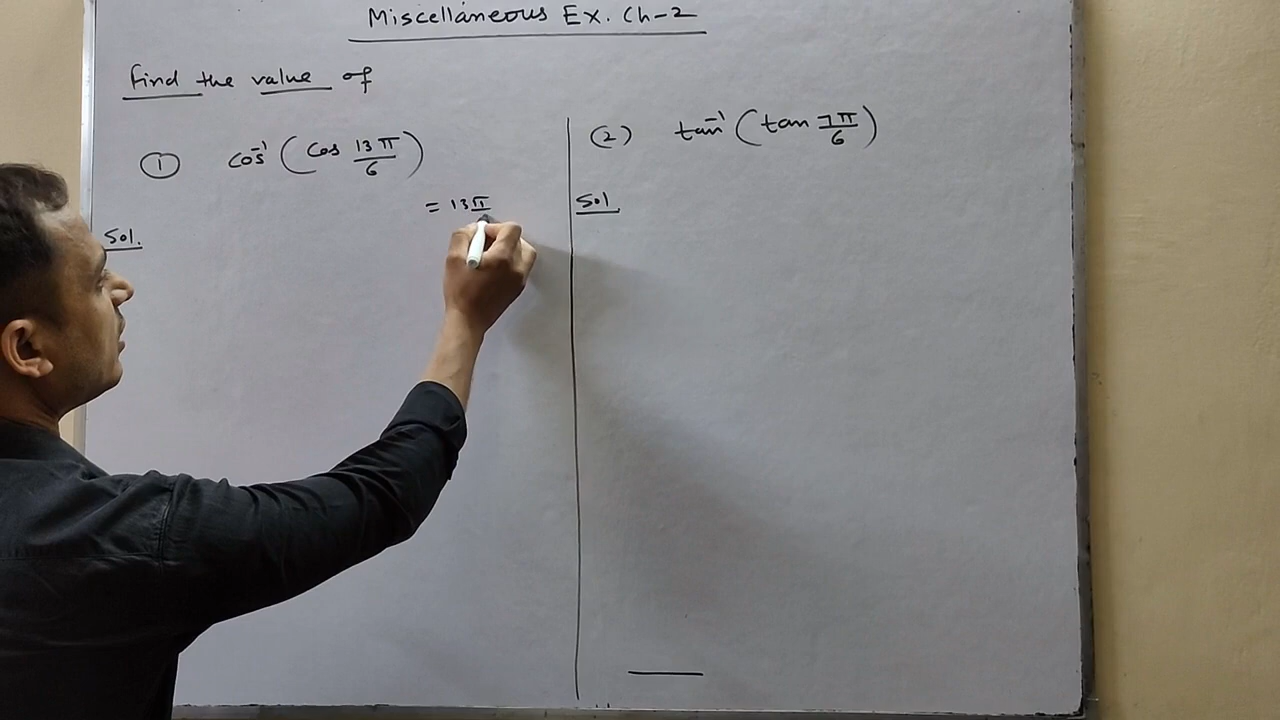 Miscellaneous Ex. Ch-2
Find the value of
① cos⁻¹ (cos 13π/6)
= 13π
Sol.
(2) tan⁻¹ (tan 7π/6)
Sol.